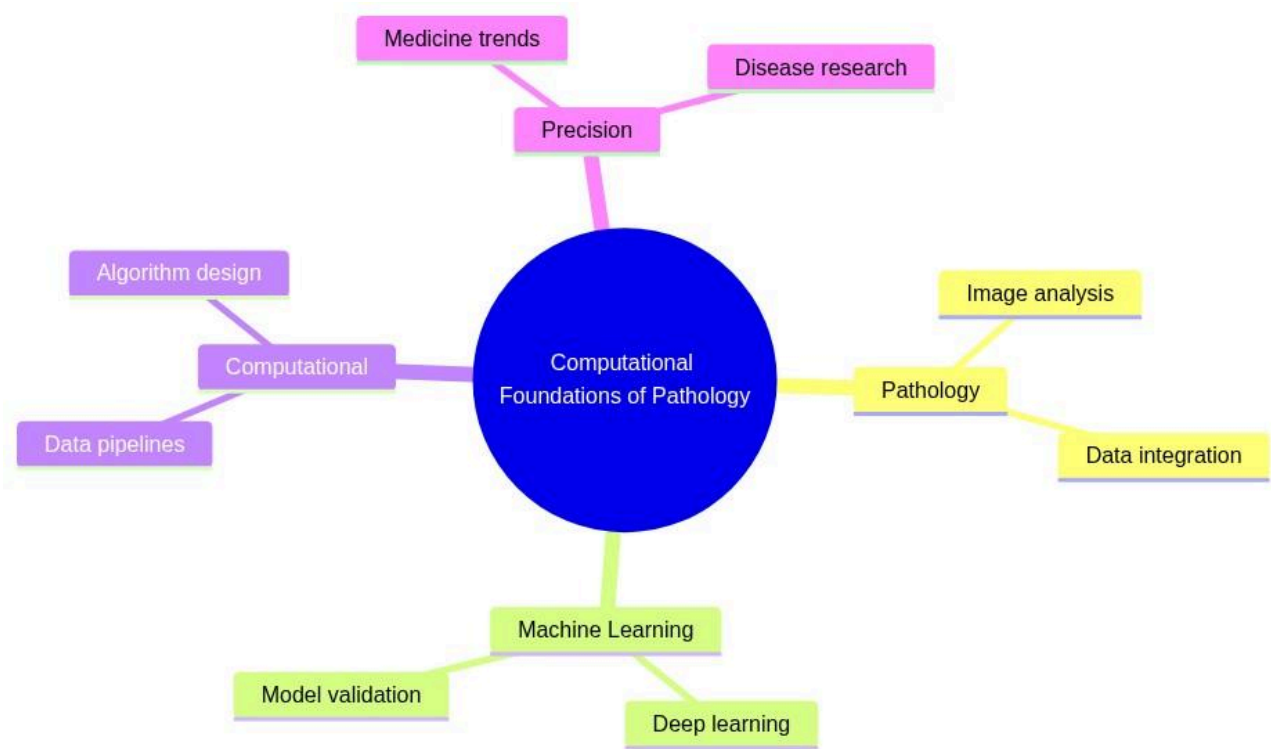 Medicine trends
Disease research
Precision
Algorithm design
Computational
Data pipelines
Computational
Foundations of Pathology
Image analysis
Pathology
Data integration
Machine Learning
Model validation
Deep learning